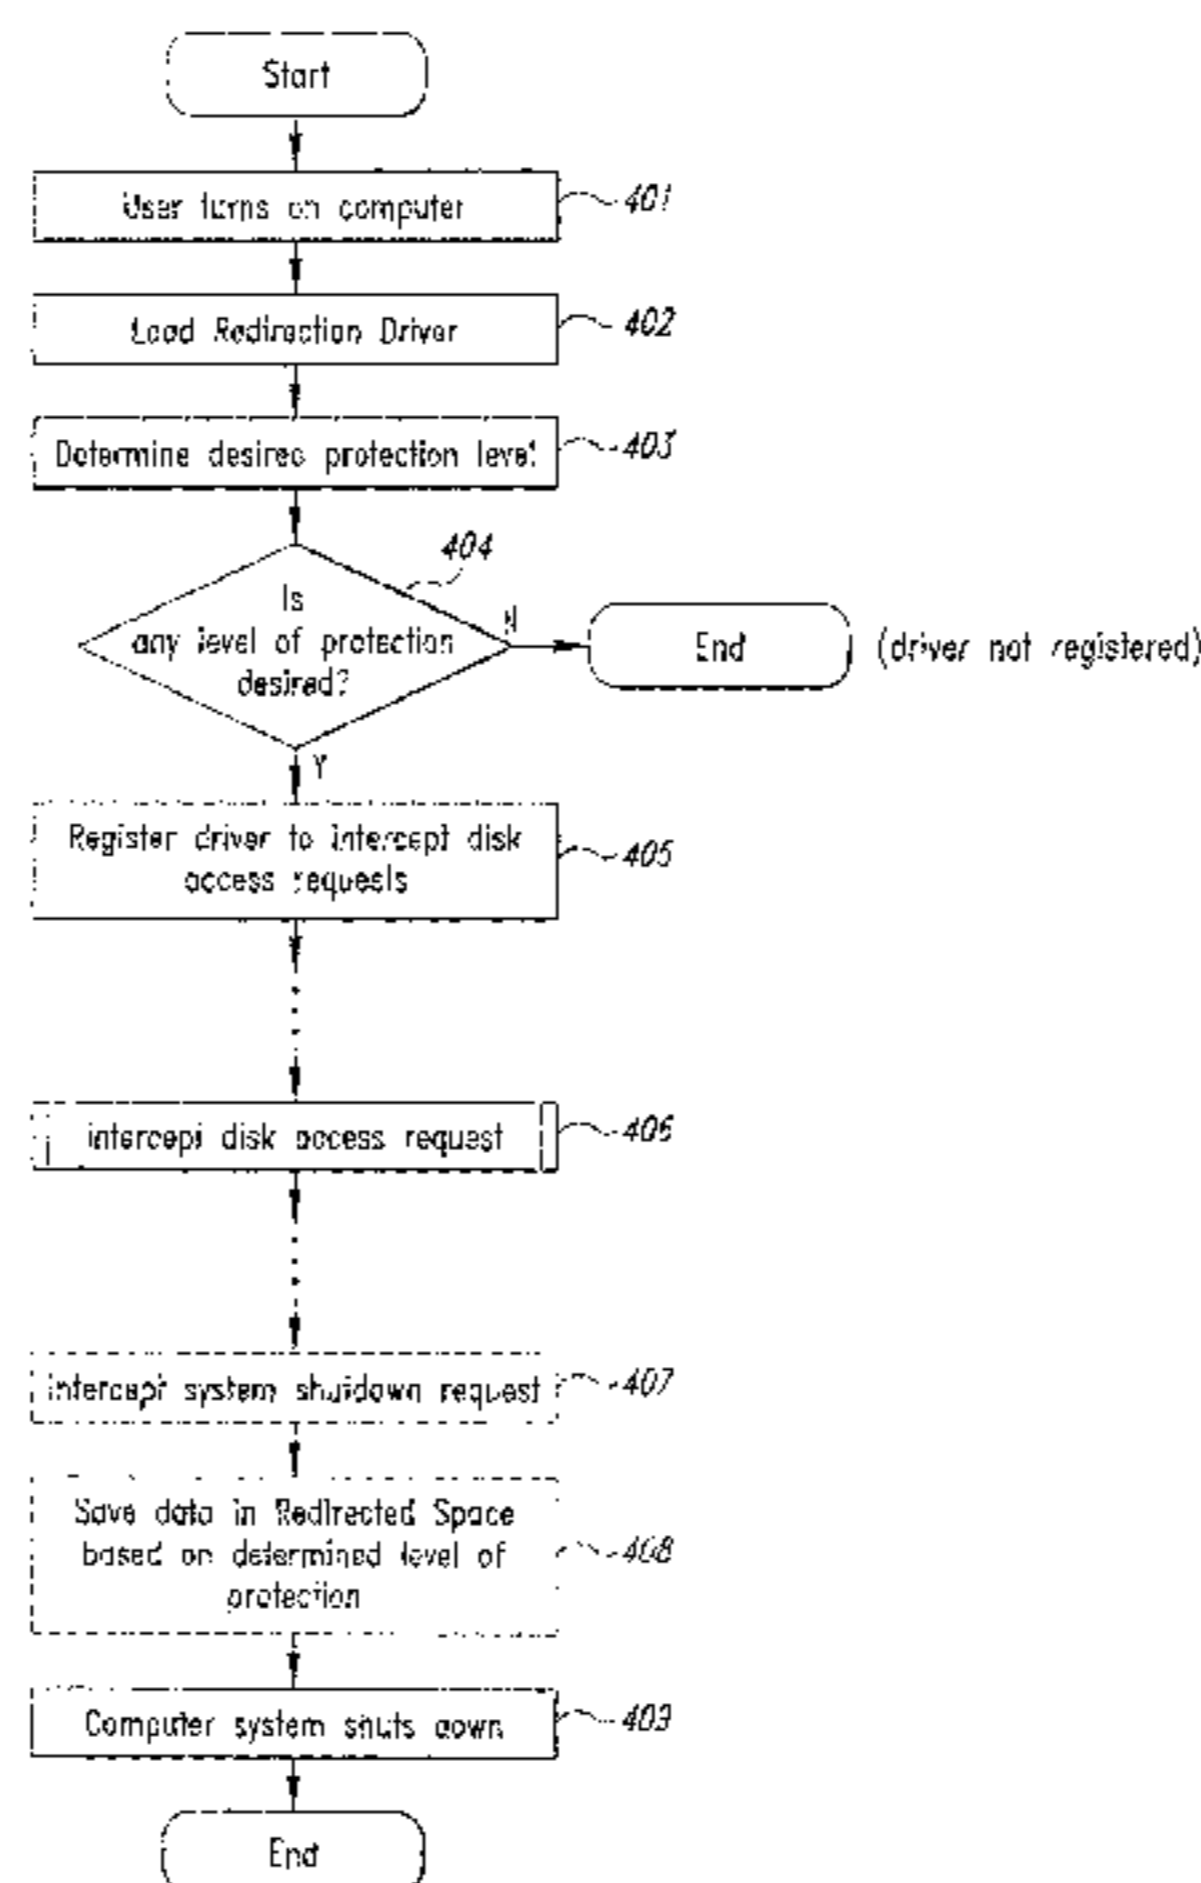 Start
User turns on computer
401
Load Redirection Driver
402
Determine desired protection level
403
404
Is
any level of protection
desired?
N
End
(driver not registered)
Y
Register driver to intercept disk
access requests
405
intercept disk access request
406
intercept system shutdown request
407
Save data in Redirected Space
based on determined level of
protection
408
Computer system shuts down
409
End